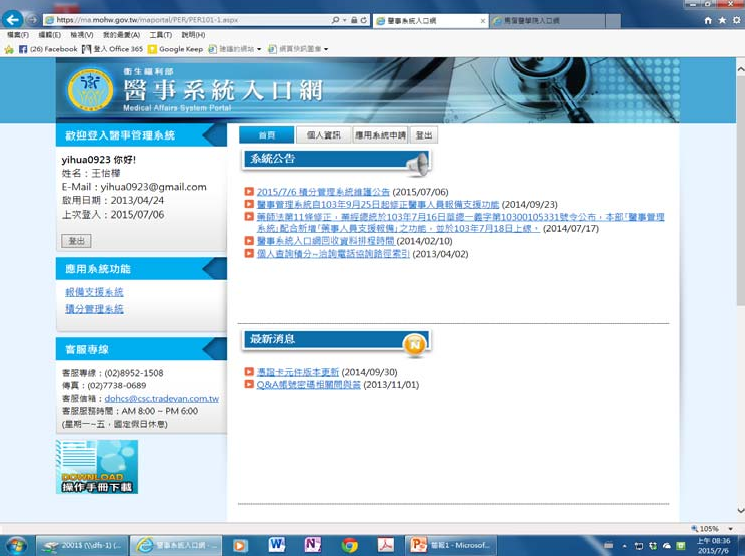 https://ma.mohw.gov.tw/maportal/PER/PER101-1.aspx
醫事系統入口網
馬偕醫學院入口網
檔案(F) 編輯(E) 檢視(V) 我的最愛(A) 工具(T) 說明(H)
(26) Facebook 登入 Office 365 Google Keep 建議的網站 網頁快訊圖庫
衛生福利部
醫事系統入口網
Medical Affairs System Portal
歡迎登入醫事管理系統
yihua0923 你好!
姓名：王怡樺
E-Mail：yihua0923@gmail.com
啟用日期：2013/04/24
上次登入：2015/07/06
登出
應用系統功能
報備支援系統
積分管理系統
客服專線
客服專線：(02)8952-1508
傳真：(02)7738-0689
客服信箱：dohcs@csc.tradevan.com.tw
客服服務時間：AM 8:00 ~ PM 6:00
(星期一~五，國定假日休息)
DOWNLOAD
操作手冊下載
首頁 個人資訊 應用系統申請 登出
系統公告
2015/7/6 積分管理系統維護公告 (2015/07/06)
醫事管理系統自103年9月25日起修正醫事人員報備支援功能 (2014/09/23)
藥師法第11條修正，業經總統於103年7月16日華總一義字第10300105331號令公布，本部「醫事管理
系統」配合新增「藥事人員支援報備」之功能，並於103年7月18日上線。 (2014/07/17)
醫事系統入口網回收資料排程時間 (2014/02/10)
個人查詢積分~洽詢電話協詢路徑索引 (2013/04/02)
最新消息
憑證卡元件版本更新 (2014/09/30)
Q&A帳號密碼相關問與答 (2013/11/01)
105%
2001$ (\\dfs-1) (...
醫事系統入口網 - ...
簡報1 - Microsof...
上午 08:36
2015/7/6